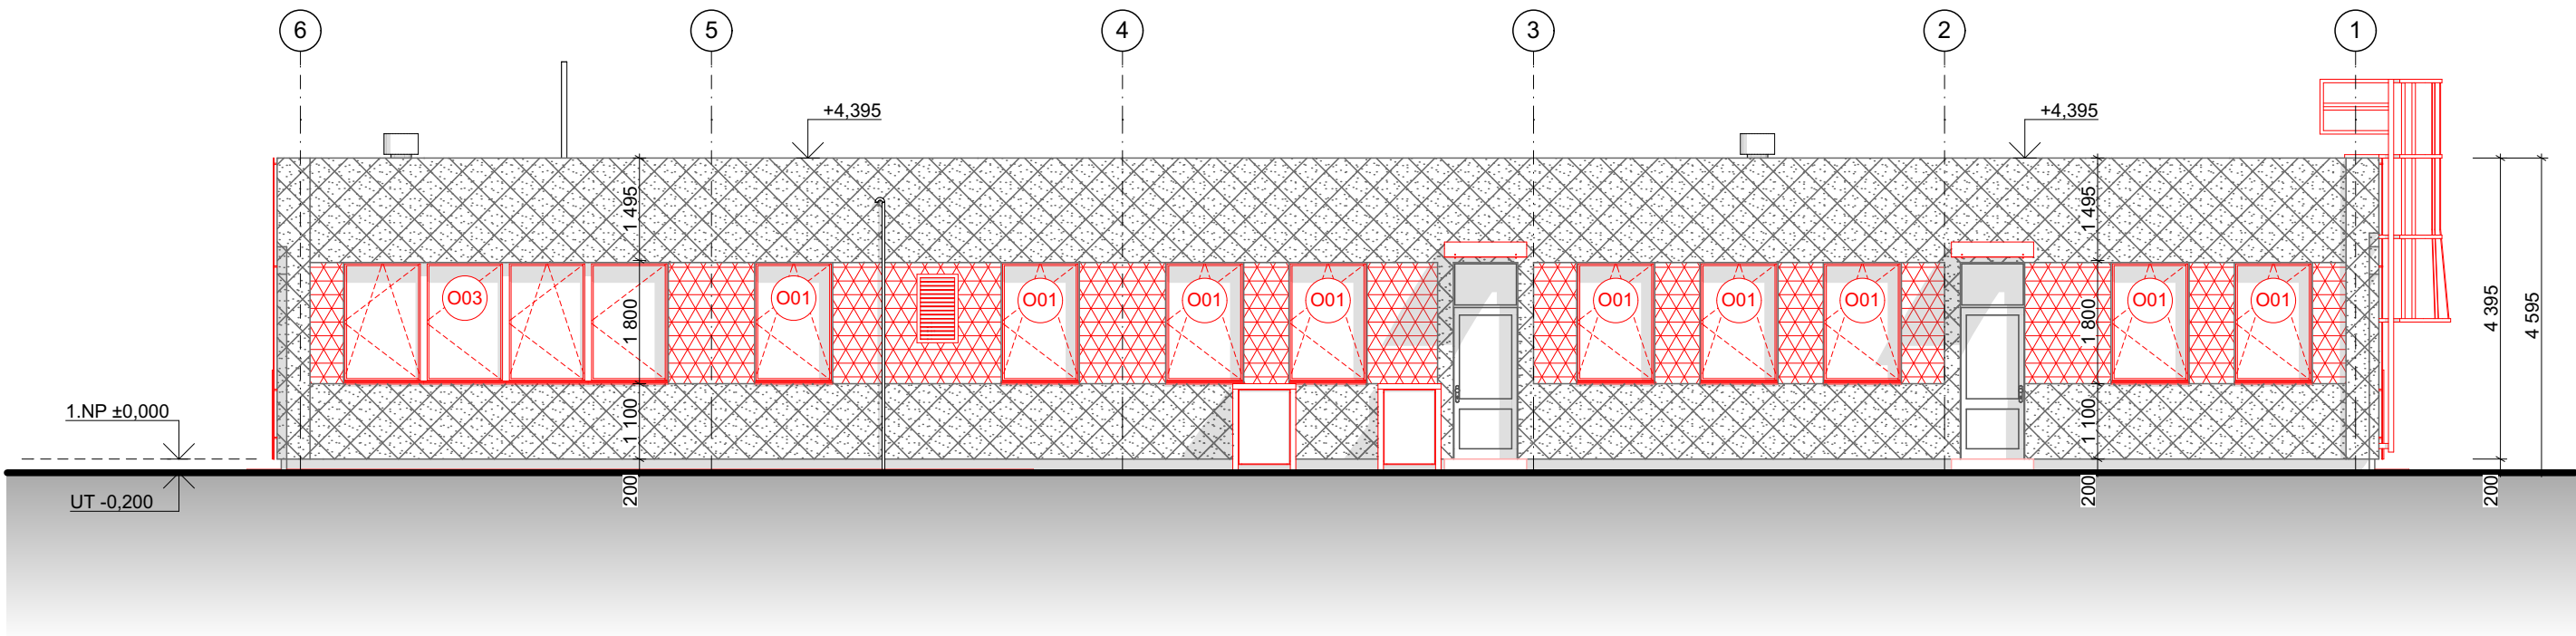 6 5 4 3 2 1
+4,395 +4,395
1 495 1 495
O03 O01 O01 O01 O01 O01 O01 O01 O01 O01
1 800 1 800
4 395 4 595
1 100 1 100
1.NP ±0,000
UT -0,200
200 200 200